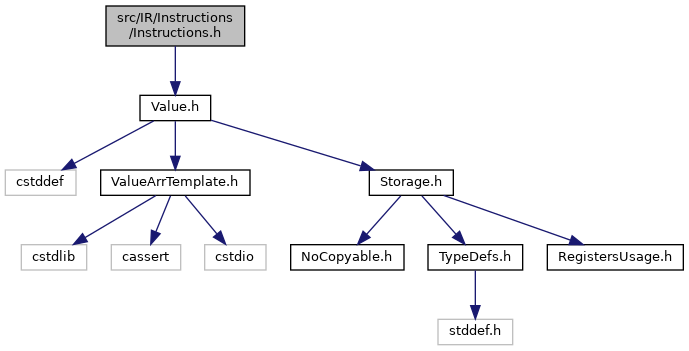 src/IR/Instructions
/Instructions.h
Value.h
cstddef
ValueArrTemplate.h
Storage.h
cstdlib
cassert
cstdio
NoCopyable.h
TypeDefs.h
RegistersUsage.h
stddef.h